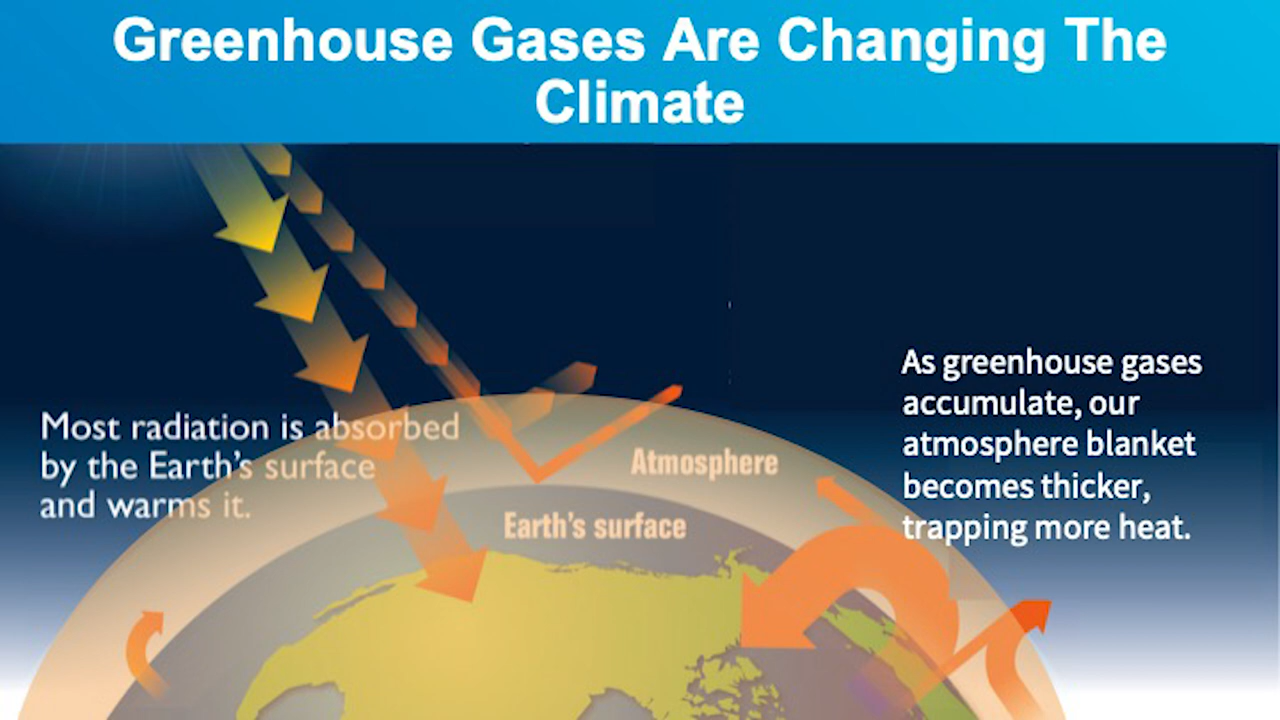 Greenhouse Gases Are Changing The
Climate
Most radiation is absorbed
by the Earth's surface
and warms it.
Atmosphere
Earth's surface
As greenhouse gases
accumulate, our
atmosphere blanket
becomes thicker,
trapping more heat.